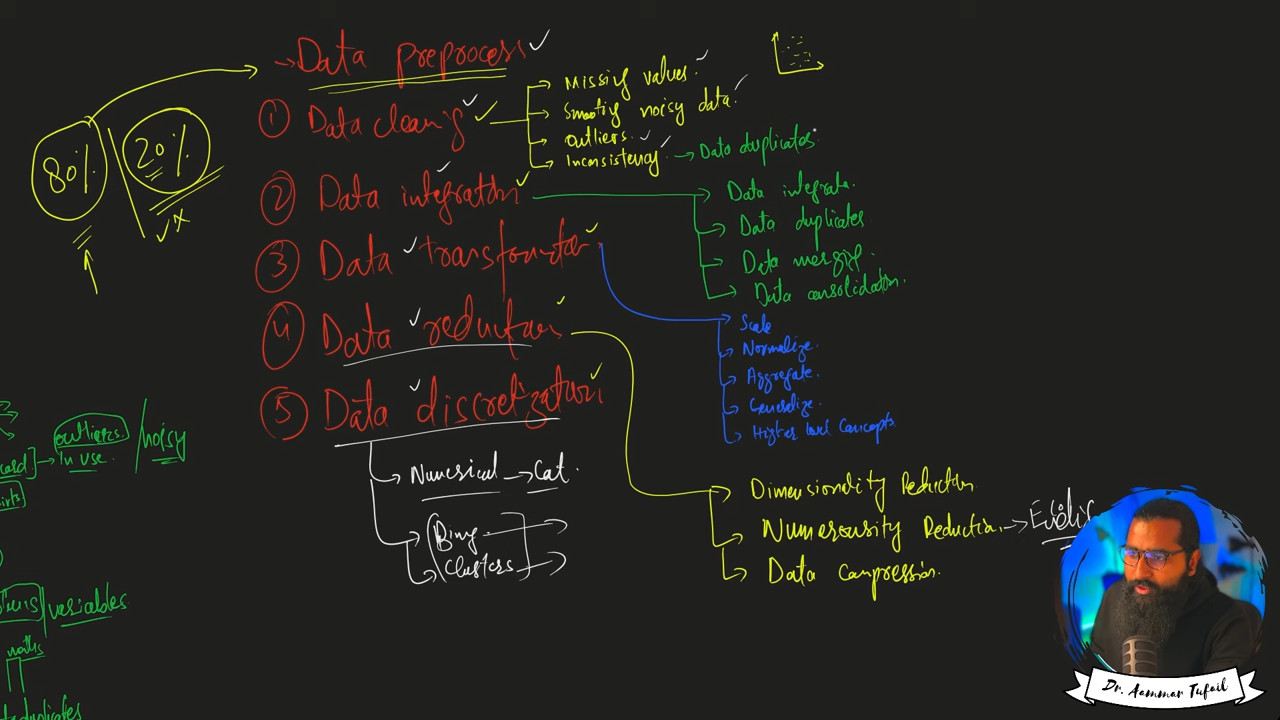 →Data preprocess
80%
20%
① Data cleaning
Missing values.
Smooting noisy data.
Outliers.
Inconsistency → Data duplicates
② Data integration
Data integrate.
Data duplicates
Data merging.
Data consolidation.
③ Data transformation
Scale
Normalize.
Aggregate.
Generalize.
Higher level Concepts.
④ Data reduction
Dimensionality Reduction
Numerousity Reduction →
Data Compression.
⑤ Data discretization
Numerical → Cat.
Bing
Clusters
outliers.
In use.
noisy
variables.
Dr. Aammar Tufail